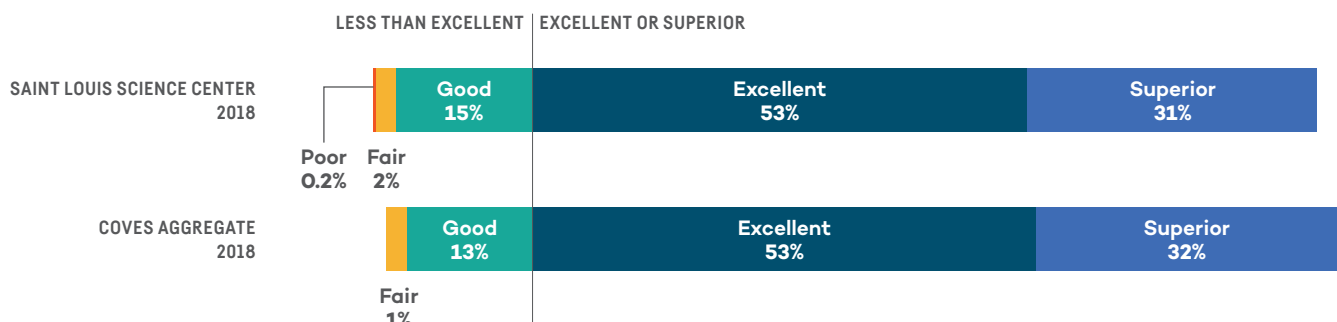 LESS THAN EXCELLENT EXCELLENT OR SUPERIOR
SAINT LOUIS SCIENCE CENTER
2018
Good
15%
Excellent
53%
Superior
31%
Poor
0.2%
Fair
2%
COVES AGGREGATE
2018
Good
13%
Excellent
53%
Superior
32%
Fair
1%